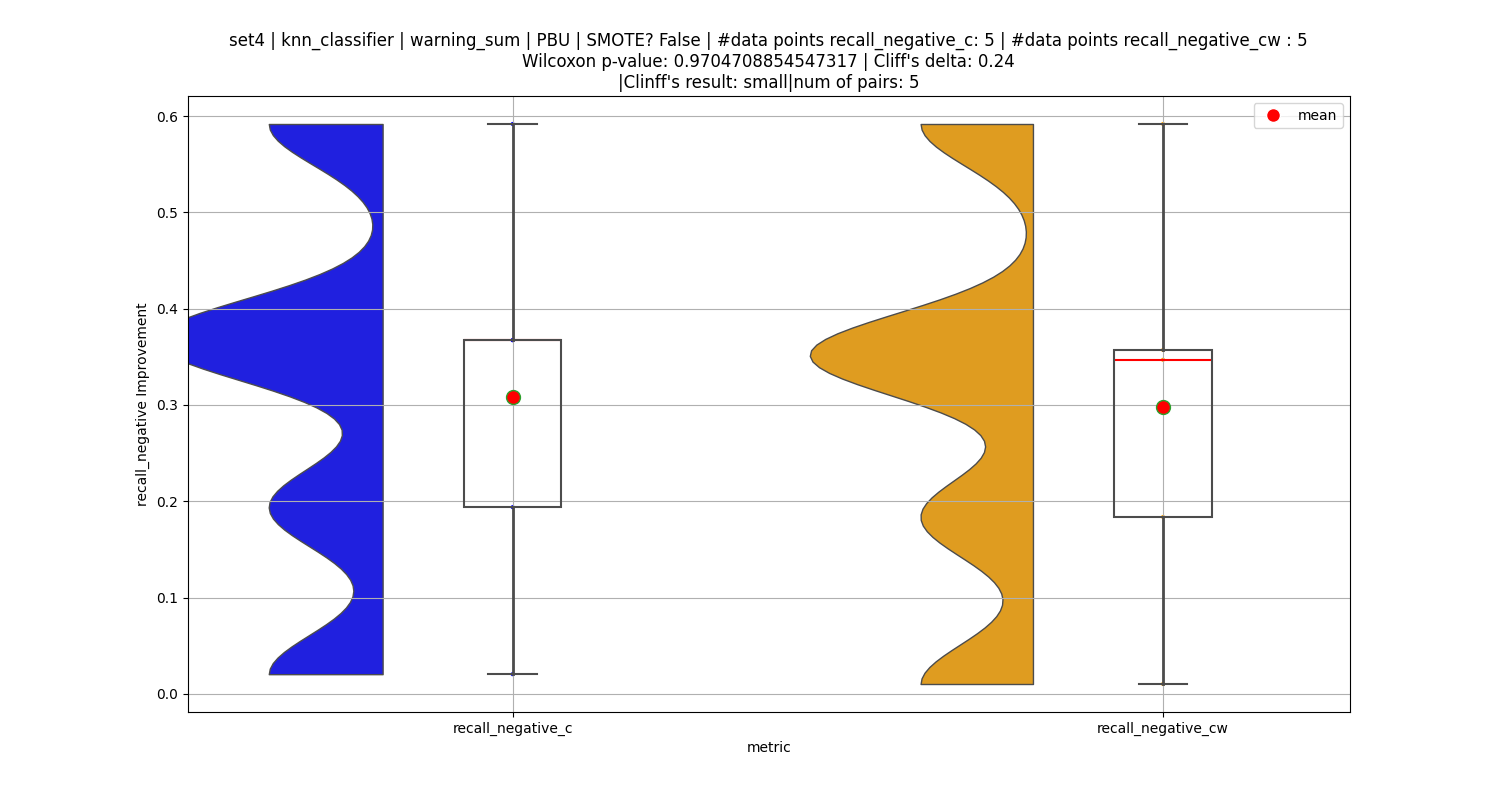 set4 | knn_classifier | warning_sum | PBU | SMOTE? False | #data points recall_negative_c: 5 | #data points recall_negative_cw : 5
Wilcoxon p-value: 0.9704708854547317 | Cliff's delta: 0.24
|Clinff's result: small|num of pairs: 5
mean
recall_negative Improvement
0.6
0.5
0.4
0.3
0.2
0.1
0.0
recall_negative_c
recall_negative_cw
metric